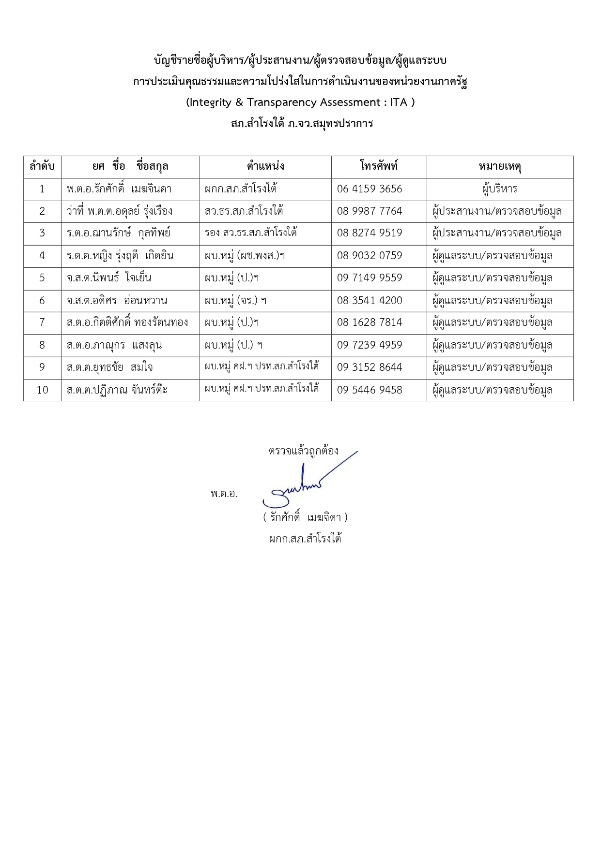 บัญชีรายชื่อผู้บริหาร/ผู้ประสานงาน/ผู้ตรวจสอบข้อมูล/ผู้ดูแลระบบ
การประเมินคุณธรรมและความโปร่งใสในการดำเนินงานของหน่วยงานภาครัฐ
(Integrity & Transparency Assessment : ITA )
สภ.สำโรงใต้ ภ.จว.สมุทรปราการ
ลำดับ ยศ ชื่อ ชื่อสกุล ตำแหน่ง โทรศัพท์ หมายเหตุ
1 พ.ต.อ.รักศักดิ์ เมฆจินดา ผกก.สภ.สำโรงใต้ 06 4159 3656 ผู้บริหาร
2 ว่าที่ พ.ต.ต.อดุลย์ รุ่งเรือง สว.ธร.สภ.สำโรงใต้ 08 9987 7764 ผู้ประสานงาน/ตรวจสอบข้อมูล
3 ร.ต.อ.ฌานรักษ์ กุลทิพย์ รอง สว.ธร.สภ.สำโรงใต้ 08 8274 9519 ผู้ประสานงาน/ตรวจสอบข้อมูล
4 ร.ต.ต.หญิง รุ่งฤดี เกิดยิน ผบ.หมู่ (ผช.พงส.)ฯ 08 9032 0759 ผู้ดูแลระบบ/ตรวจสอบข้อมูล
5 จ.ส.ต.นิพนธ์ ใจเย็น ผบ.หมู่ (ป.)ฯ 09 7149 9559 ผู้ดูแลระบบ/ตรวจสอบข้อมูล
6 จ.ส.ต.อดิศร อ่อนหวาน ผบ.หมู่ (จร.) ฯ 08 3541 4200 ผู้ดูแลระบบ/ตรวจสอบข้อมูล
7 ส.ต.อ.กิตติศักดิ์ ทองรัตนทอง ผบ.หมู่ (ป.)ฯ 08 1628 7814 ผู้ดูแลระบบ/ตรวจสอบข้อมูล
8 ส.ต.อ.ภาณุกร แสงลุน ผบ.หมู่ (ป.) ฯ 09 7239 4959 ผู้ดูแลระบบ/ตรวจสอบข้อมูล
9 ส.ต.ต.ยุทธชัย สมใจ ผบ.หมู่ คฝ.ฯ ปรท.สภ.สำโรงใต้ 09 3152 8644 ผู้ดูแลระบบ/ตรวจสอบข้อมูล
10 ส.ต.ต.ปฏิภาณ จันทร์ต๊ะ ผบ.หมู่ คฝ.ฯ ปรท.สภ.สำโรงใต้ 09 5446 9458 ผู้ดูแลระบบ/ตรวจสอบข้อมูล
ตรวจแล้วถูกต้อง
พ.ต.อ.
( รักศักดิ์ เมฆจินดา )
ผกก.สภ.สำโรงใต้